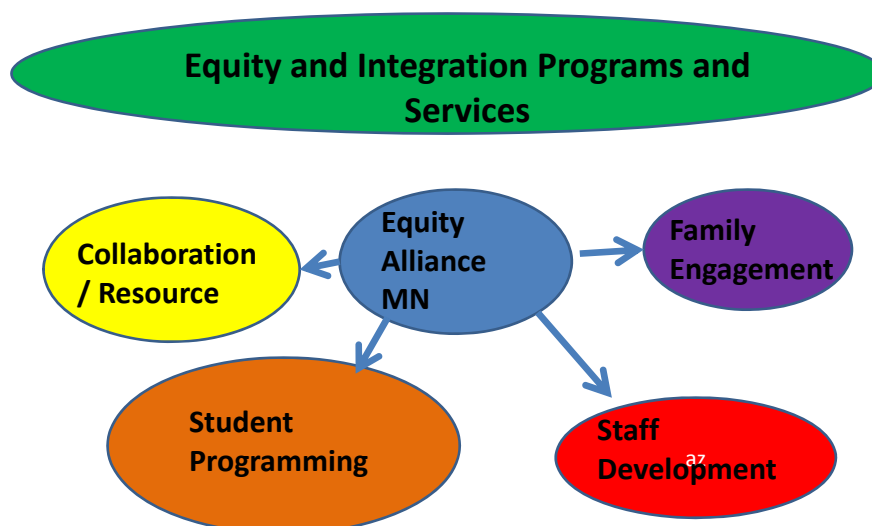 Equity and Integration Programs and
Services
Equity
Alliance
MN
Collaboration
/ Resource
Family
Engagement
Student
Programming
Staff
Development
az